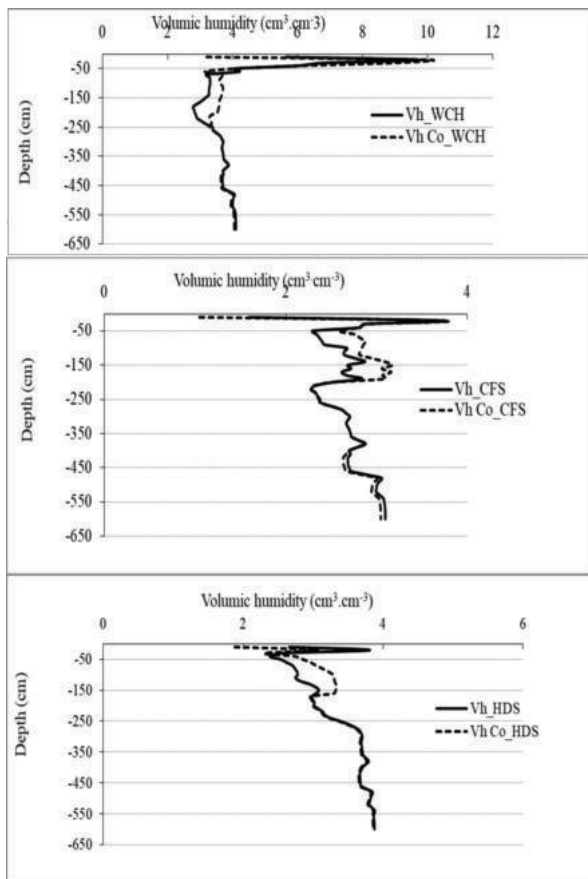 Volumic humidity (cm³.cm-³)
0 2 4 6 8 10 12
-50
-150
-250
-350
-450
-550
-650
Depth (cm)
Vh_WCH
Vh Co_WCH
Volumic humidity (cm³.cm-³)
0 2 4
-50
-150
-250
-350
-450
-550
-650
Depth (cm)
Vh_CFS
Vh Co_CFS
Volumic humidity (cm³.cm-³)
0 2 4 6
-50
-150
-250
-350
-450
-550
-650
Depth (cm)
Vh_HDS
Vh Co_HDS